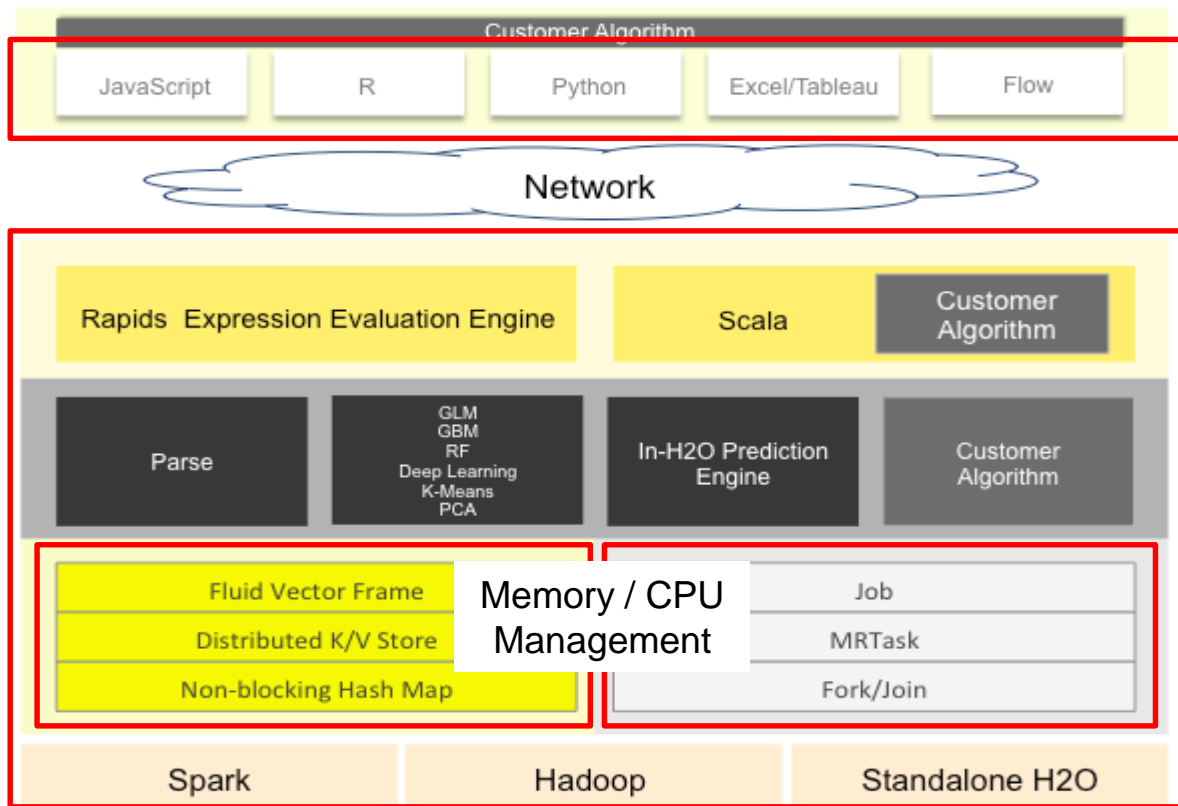 Customer Algorithm
JavaScript
R
Python
Excel/Tableau
Flow
Network
Rapids Expression Evaluation Engine
Scala
Customer
Algorithm
Parse
GLM
GBM
RF
Deep Learning
K-Means
PCA
In-H2O Prediction
Engine
Customer
Algorithm
Fluid Vector Frame
Distributed K/V Store
Non-blocking Hash Map
Memory / CPU
Management
Job
MRTask
Fork/Join
Spark
Hadoop
Standalone H2O